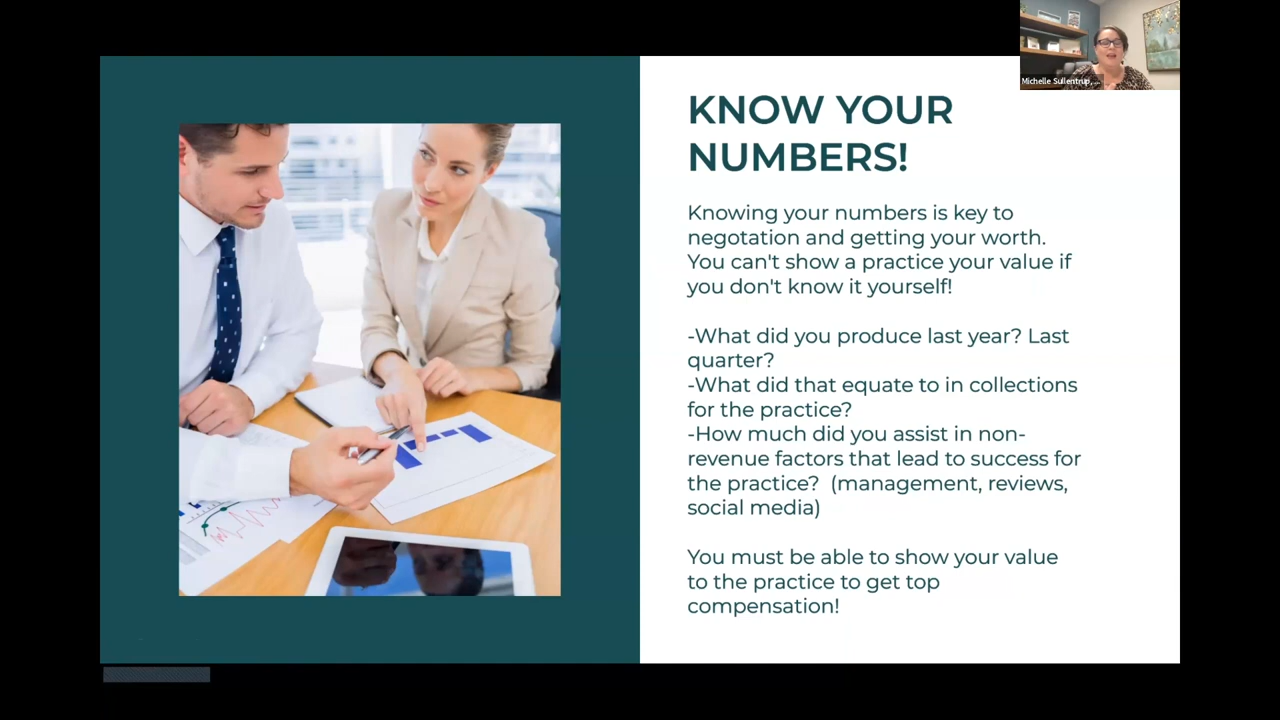 Michelle Sullentrup, ...
KNOW YOUR
NUMBERS!
Knowing your numbers is key to
negotation and getting your worth.
You can't show a practice your value if
you don't know it yourself!
-What did you produce last year? Last
quarter?
-What did that equate to in collections
for the practice?
-How much did you assist in non-
revenue factors that lead to success for
the practice?  (management, reviews,
social media)
You must be able to show your value
to the practice to get top
compensation!